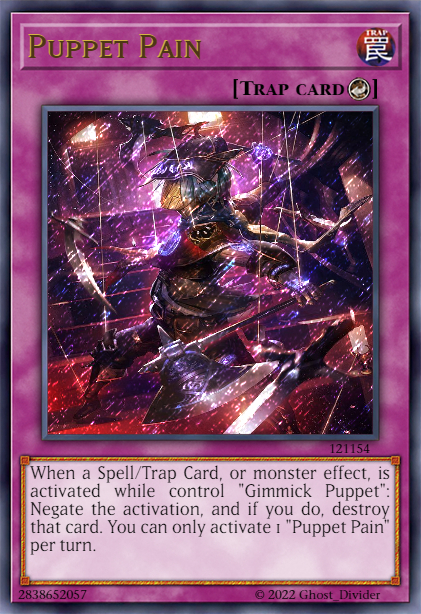 Puppet Pain
TRAP
罠
[Trap card]
121154
When a Spell/Trap Card, or monster effect, is
activated while control "Gimmick Puppet":
Negate the activation, and if you do, destroy
that card. You can only activate 1 "Puppet Pain"
per turn.
2838652057
© 2022 Ghost_Divider